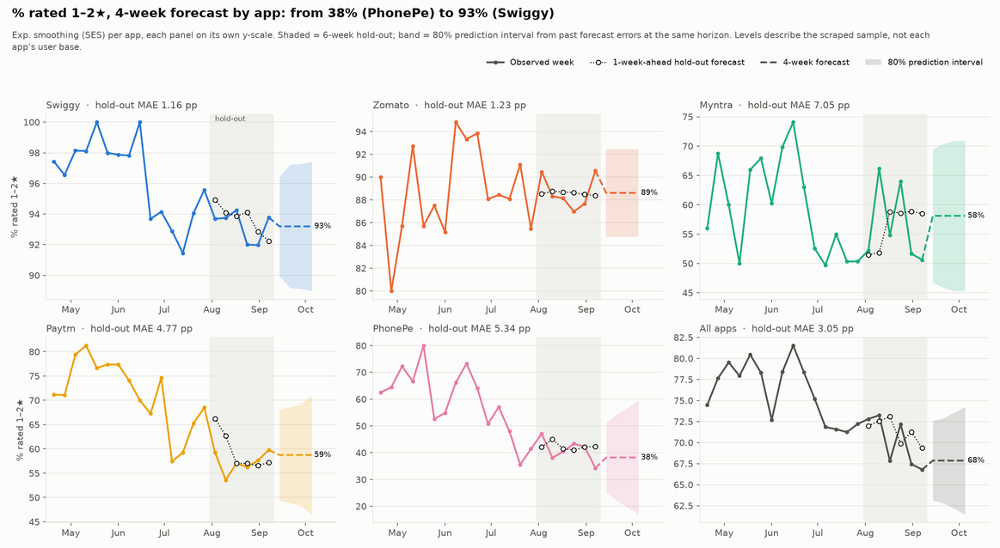 % rated 1–2★, 4-week forecast by app: from 38% (PhonePe) to 93% (Swiggy)
Exp. smoothing (SES) per app, each panel on its own y-scale. Shaded = 6-week hold-out; band = 80% prediction interval from past forecast errors at the same horizon. Levels describe the scraped sample, not each
app's user base.
Observed week 1-week-ahead hold-out forecast 4-week forecast 80% prediction interval
Swiggy · hold-out MAE 1.16 pp
hold-out
% rated 1–2★
100
98
96
94
92
90
93%
May Jun Jul Aug Sep Oct
Zomato · hold-out MAE 1.23 pp
94
92
90
88
86
84
82
80
89%
May Jun Jul Aug Sep Oct
Myntra · hold-out MAE 7.05 pp
75
70
65
60
55
50
45
58%
May Jun Jul Aug Sep Oct
Paytm · hold-out MAE 4.77 pp
% rated 1–2★
80
75
70
65
60
55
50
45
59%
May Jun Jul Aug Sep Oct
PhonePe · hold-out MAE 5.34 pp
80
70
60
50
40
30
20
38%
May Jun Jul Aug Sep Oct
All apps · hold-out MAE 3.05 pp
82.5
80.0
77.5
75.0
72.5
70.0
67.5
65.0
62.5
68%
May Jun Jul Aug Sep Oct